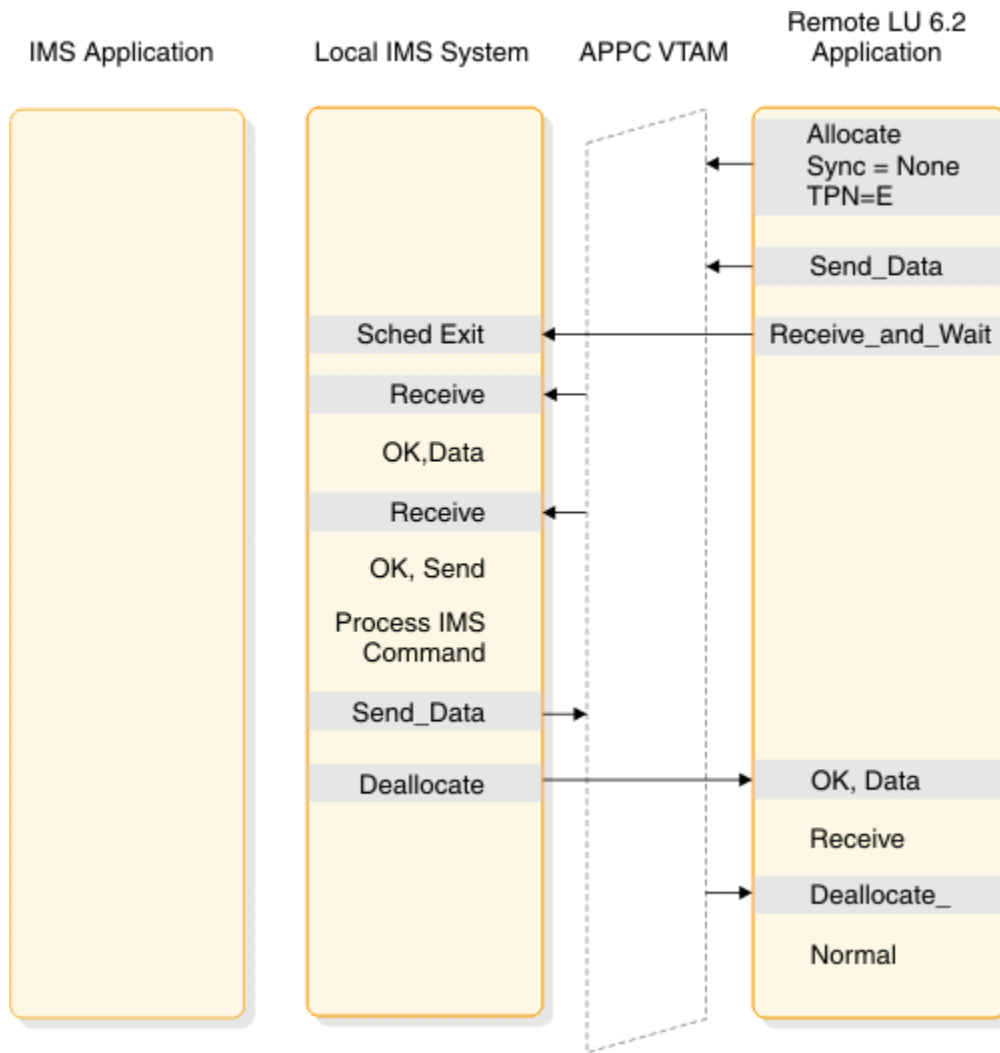 IMS Application
Local IMS System
APPC VTAM
Remote LU 6.2
Application
Allocate
Sync = None
TPN=E
Send_Data
Sched Exit
Receive_and_Wait
Receive
OK,Data
Receive
OK, Send
Process IMS
Command
Send_Data
Deallocate
OK, Data
Receive
Deallocate_
Normal